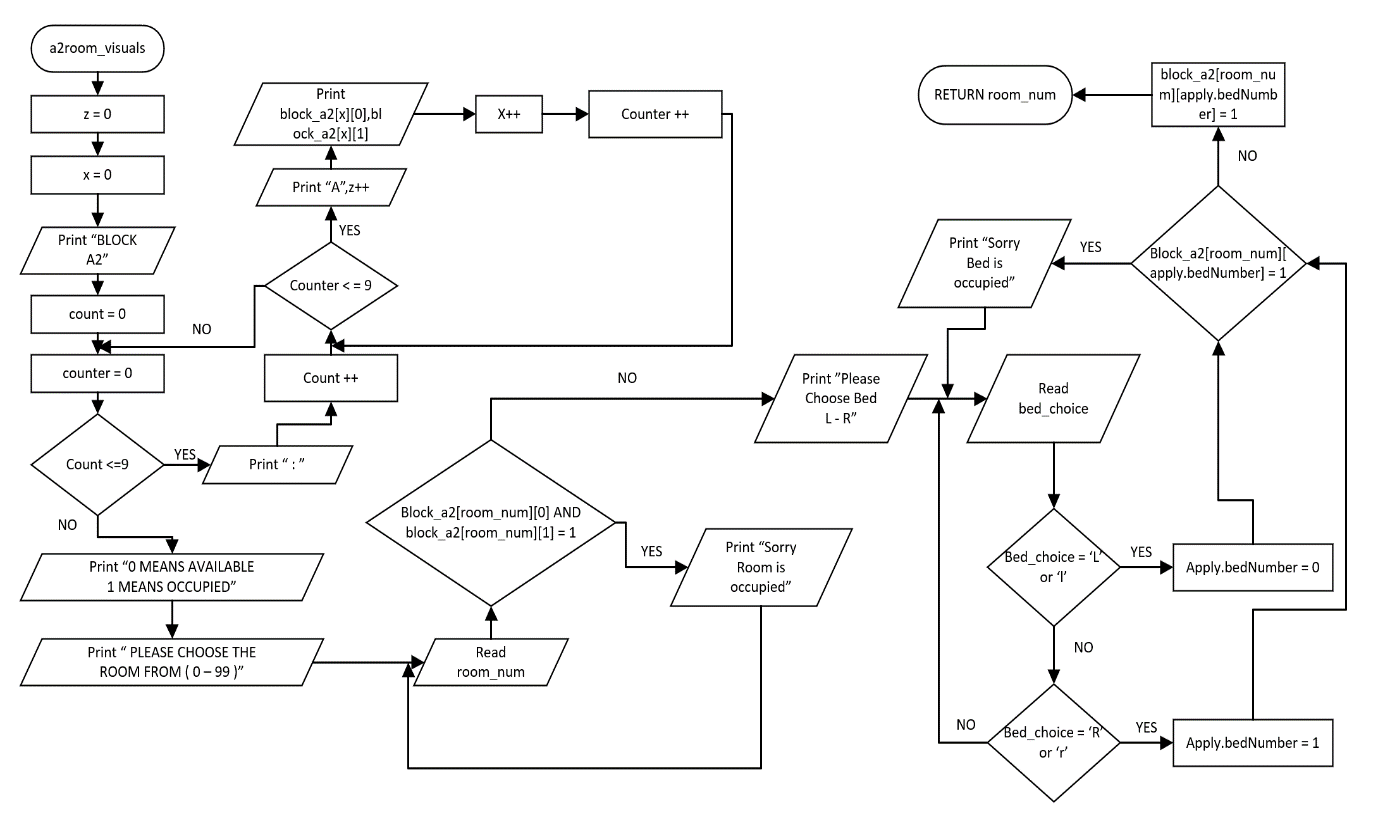 a2room_visuals
z = 0
x = 0
Print “BLOCK
A2”
count = 0
counter = 0
Count <=9
YES
NO
Print “ : ”
Count ++
Counter < = 9
NO
YES
Print “A”,z++
Print
block_a2[x][0],bl
ock_a2[x][1]
X++
Counter ++
Print “0 MEANS AVAILABLE
1 MEANS OCCUPIED”
Print “ PLEASE CHOOSE THE
ROOM FROM ( 0 – 99 )”
Read
room_num
Block_a2[room_num][0] AND
block_a2[room_num][1] = 1
YES
NO
Print “Sorry
Room is
occupied”
Print ”Please
Choose Bed
L - R”
Read
bed_choice
Bed_choice = ‘L’
or ‘l’
YES
NO
Apply.bedNumber = 0
Bed_choice = ‘R’
or ‘r’
NO
YES
Apply.bedNumber = 1
Block_a2[room_num][
apply.bedNumber] = 1
YES
NO
Print “Sorry
Bed is
occupied”
block_a2[room_nu
m][apply.bedNumb
er] = 1
RETURN room_num